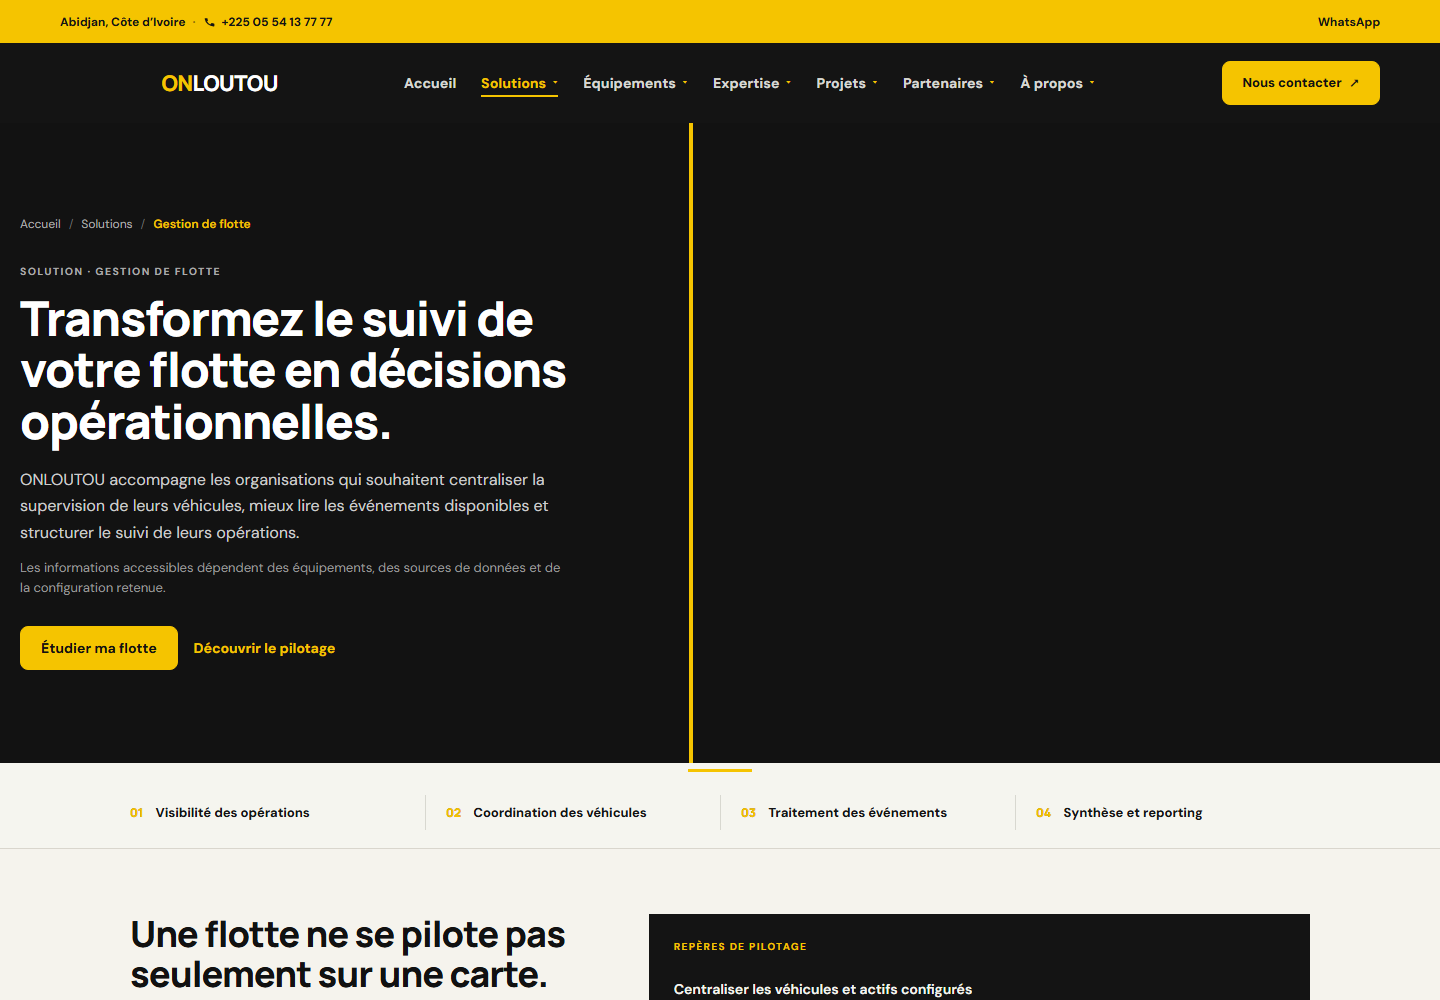 Abidjan, Côte d’Ivoire · +225 05 54 13 77 77
WhatsApp
ONLOUTOU
Accueil Solutions Équipements Expertise Projets Partenaires À propos
Nous contacter ↗
Accueil / Solutions / Gestion de flotte
SOLUTION · GESTION DE FLOTTE
Transformez le suivi de
votre flotte en décisions
opérationnelles.
ONLOUTOU accompagne les organisations qui souhaitent centraliser la
supervision de leurs véhicules, mieux lire les événements disponibles et
structurer le suivi de leurs opérations.
Les informations accessibles dépendent des équipements, des sources de données et de
la configuration retenue.
Étudier ma flotte
Découvrir le pilotage
01 Visibilité des opérations
02 Coordination des véhicules
03 Traitement des événements
04 Synthèse et reporting
Une flotte ne se pilote pas
seulement sur une carte.
REPÈRES DE PILOTAGE
Centraliser les véhicules et actifs configurés